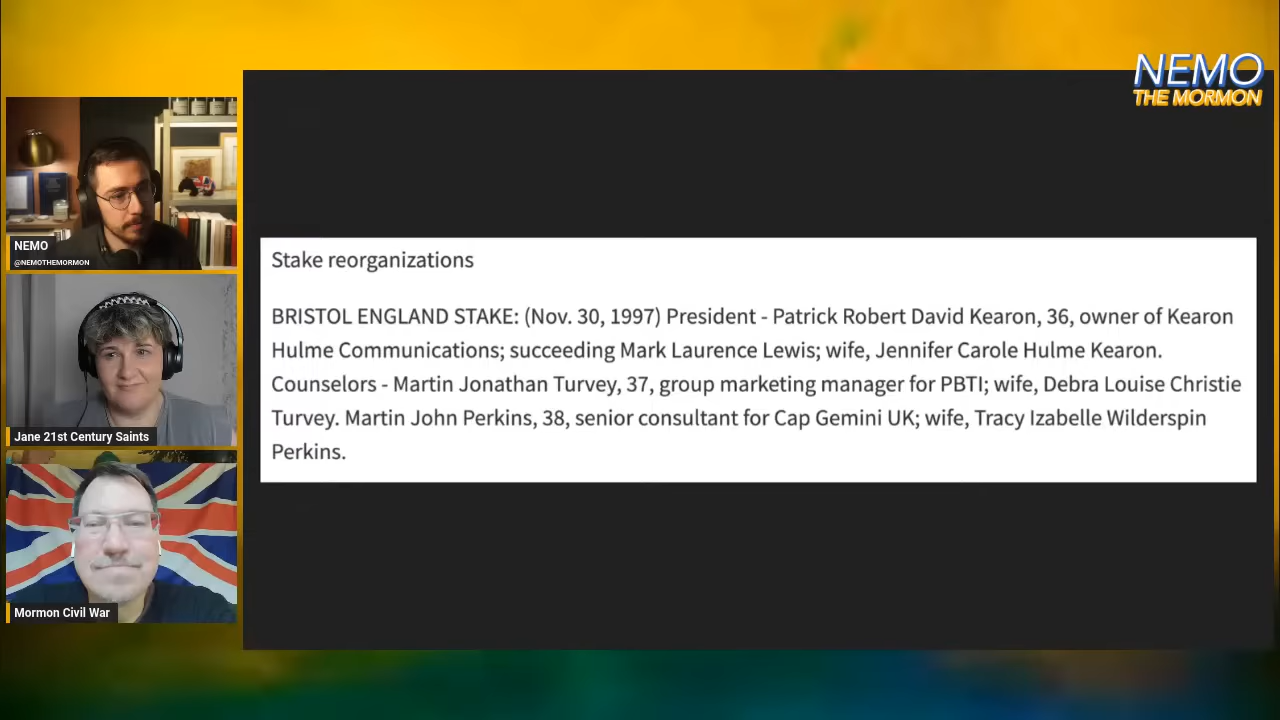 NEMO
THE MORMON
NEMO
@NEMOTHEMORMON
Jane 21st Century Saints
Mormon Civil War
Stake reorganizations
BRISTOL ENGLAND STAKE: (Nov. 30, 1997) President - Patrick Robert David Kearon, 36, owner of Kearon
Hulme Communications; succeeding Mark Laurence Lewis; wife, Jennifer Carole Hulme Kearon.
Counselors - Martin Jonathan Turvey, 37, group marketing manager for PBTI; wife, Debra Louise Christie
Turvey. Martin John Perkins, 38, senior consultant for Cap Gemini UK; wife, Tracy Izabelle Wilderspin
Perkins.